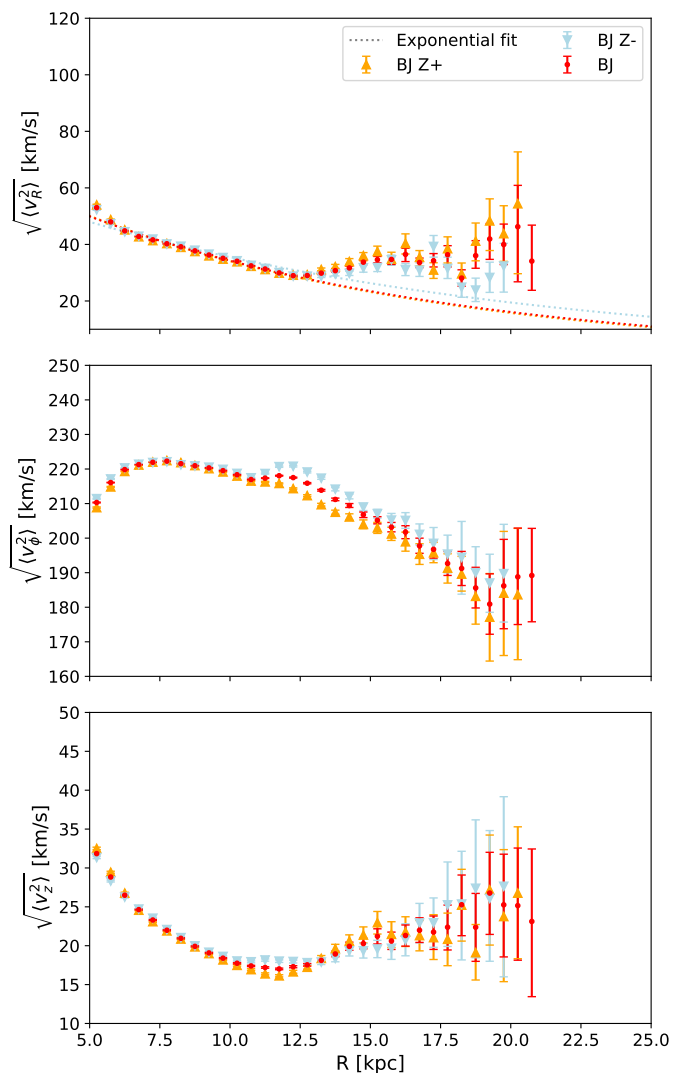 120
100
80
60
40
20
√⟨v_R^2⟩ [km/s]
Exponential fit
BJ Z+
BJ Z-
BJ
250
240
230
220
210
200
190
180
170
160
√⟨v_ϕ^2⟩ [km/s]
50
45
40
35
30
25
20
15
10
√⟨v_z^2⟩ [km/s]
5.0 7.5 10.0 12.5 15.0 17.5 20.0 22.5 25.0
R [kpc]